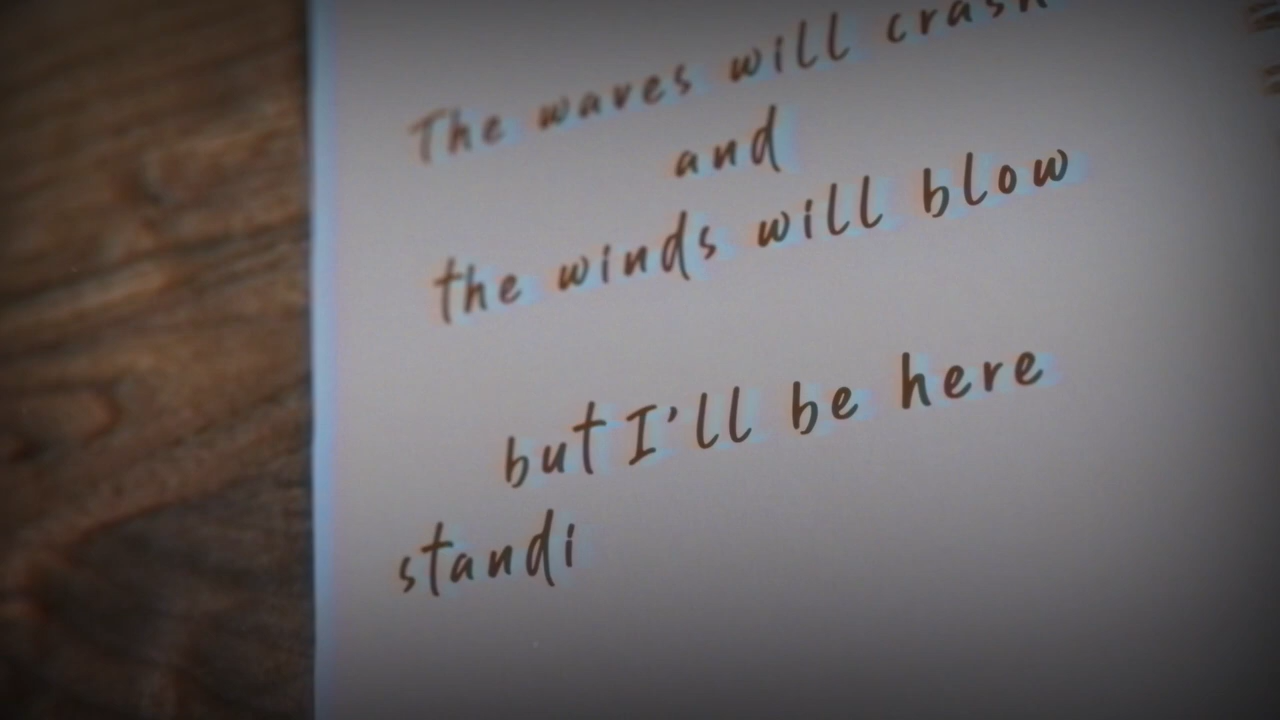 The waves will crash
and
the winds will blow
but I'll be here
standi